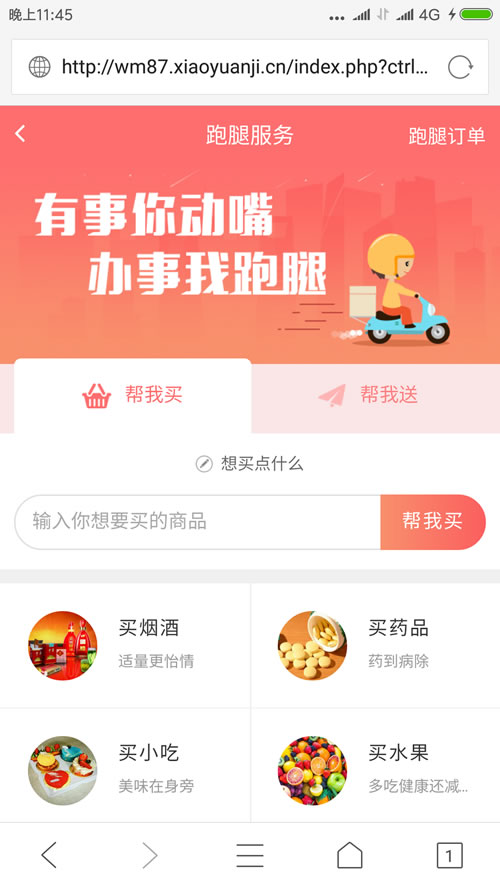 晚上11:45
4G
http://wm87.xiaoyuanji.cn/index.php?ctrl...
跑腿服务
跑腿订单
有事你动嘴
办事我跑腿
帮我买
帮我送
想买点什么
输入你想要买的商品
帮我买
买烟酒
适量更怡情
买药品
药到病除
买小吃
美味在身旁
买水果
多吃健康还减...
1